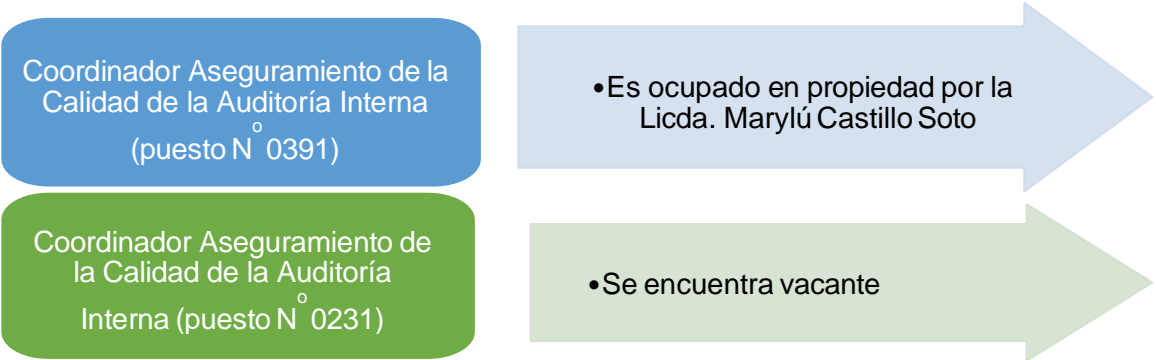 Coordinador Aseguramiento de la
Calidad de la Auditoría Interna
(puesto N° 0391)
•Es ocupado en propiedad por la
Licda. Marylú Castillo Soto
Coordinador Aseguramiento de
la Calidad de la Auditoría
Interna (puesto N° 0231)
•Se encuentra vacante